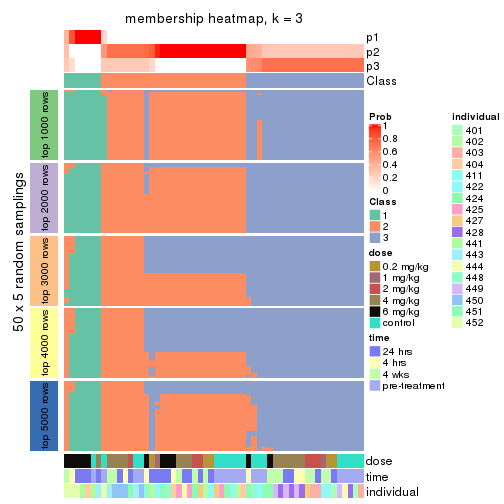 membership heatmap, k = 3
p1
p2
p3
Class
50 x 5 random samplings
top 1000 rows
top 2000 rows
top 3000 rows
top 4000 rows
top 5000 rows
dose
time
individual
Prob
1
0.8
0.6
0.4
0.2
0
Class
1
2
3
dose
0.2 mg/kg
1 mg/kg
2 mg/kg
4 mg/kg
6 mg/kg
control
time
24 hrs
4 hrs
4 wks
pre-treatment
individual
401
402
403
404
411
422
424
425
427
428
441
443
444
448
449
450
451
452